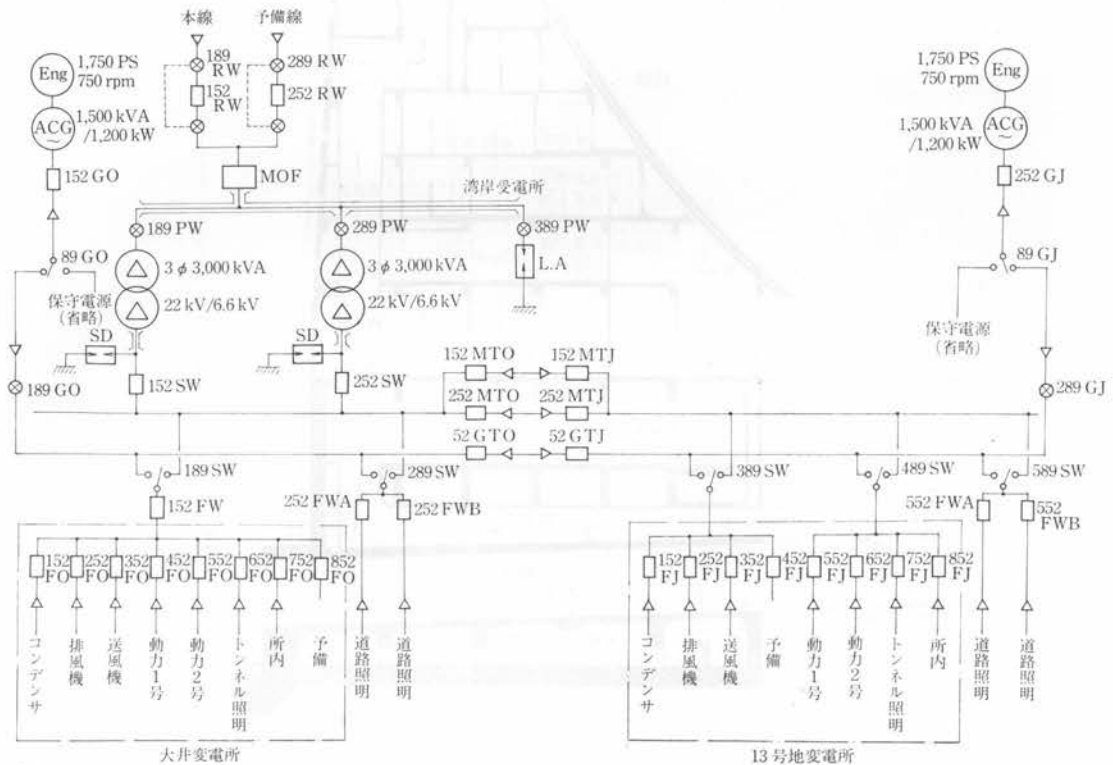 本線
予備線
Eng
1,750 PS
750 rpm
189
RW
289 RW
152
RW
252 RW
ACG
~
1,500 kVA
/1,200 kW
152 GO
MOF
湾岸受電所
189 PW
289 PW
389 PW
89 GO
保守電源
(省略)
3 φ 3,000 kVA
22 kV/6.6 kV
3 φ 3,000 kVA
22 kV/6.6 kV
L.A
SD
SD
189 GO
152 SW
252 SW
152 MTO
152 MTJ
252 MTO
252 MTJ
52 GTO
52 GTJ
Eng
1,750 PS
750 rpm
ACG
~
1,500 kVA
/1,200 kW
252 GJ
89 GJ
保守電源
(省略)
289 GJ
189 SW
289 SW
389 SW
489 SW
589 SW
152 FW
252 FWA
252 FWB
552 FWA
552
FWB
152
FO
252
FO
352
FO
452
FO
552
FO
652
FO
752
FO
852
FO
コンデンサ
排風機
送風機
動力1号
動力2号
トンネル照明
所内
予備
道路照明
道路照明
大井変電所
152
FJ
252
FJ
352
FJ
452
FJ
552
FJ
652
FJ
752
FJ
852
FJ
コンデンサ
排風機
送風機
予備
動力1号
動力2号
トンネル照明
所内
道路照明
道路照明
13号地変電所